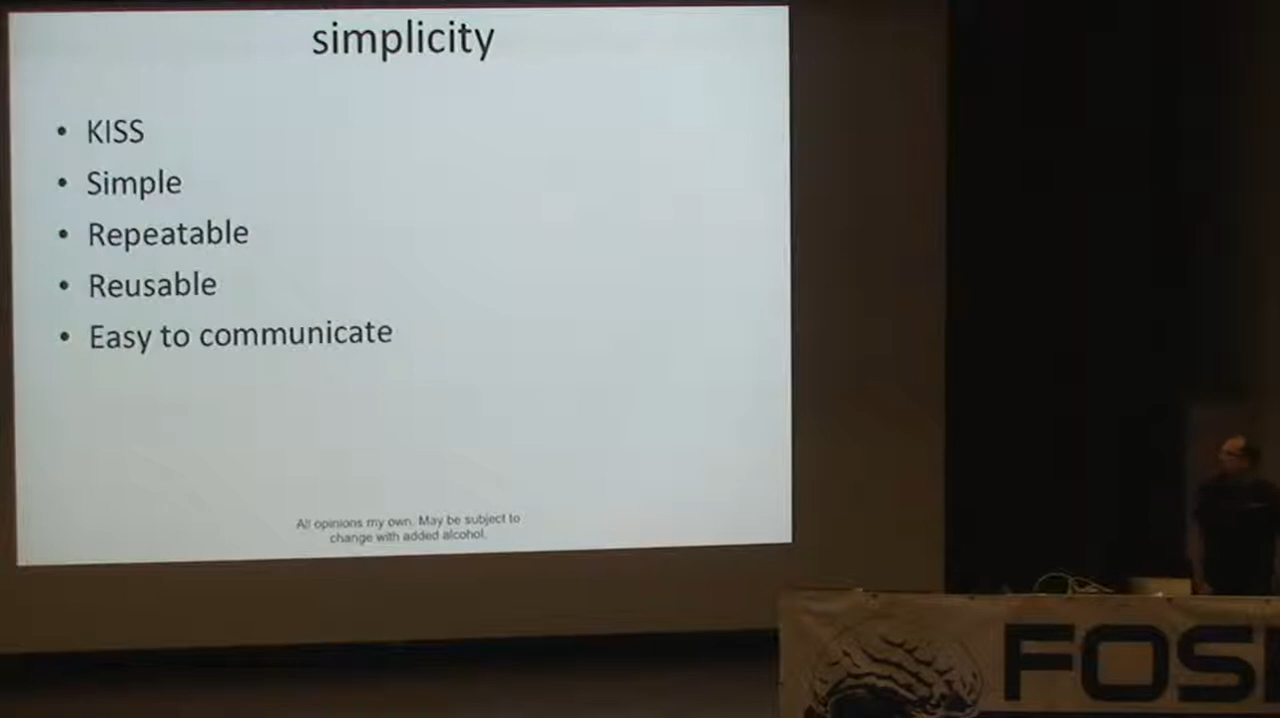 simplicity
• KISS
• Simple
• Repeatable
• Reusable
• Easy to communicate
All opinions my own. May be subject to
change with added alcohol.
FOS